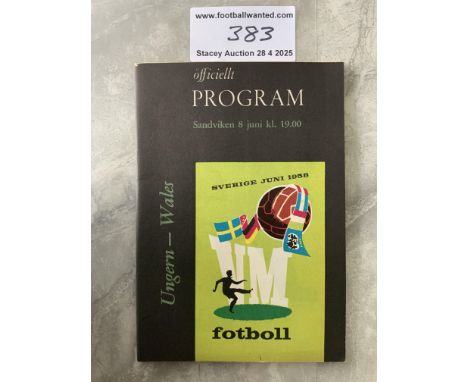 www.footballwanted.com
383
Stacey Auction 28 4 2025
officiellt
PROGRAM
Sandviken 8 juni kl. 19.00
Ungern — Wales
SVERIGE JUNI 1958
VM
fotboll